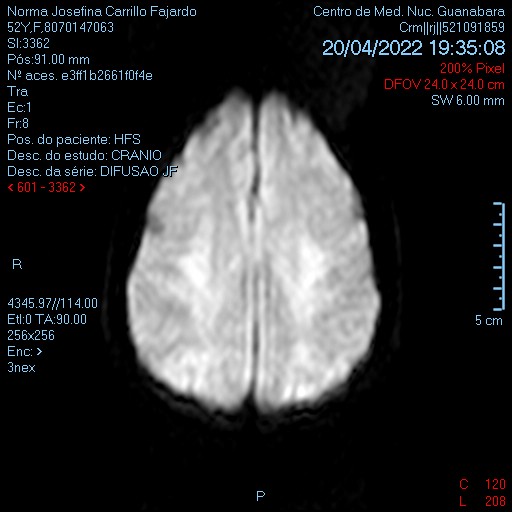 Norma Josefina Carrillo Fajardo
52Y,F,8070147063
SI:3362
Pós:91.00 mm
Nº aces. e3ff1b2661f0f4e
Tra
Ec:1
Fr:8
Pos. do paciente: HFS
Desc. do estudo: CRANIO
Desc. da série: DIFUSAO JF
< 601 - 3362 >
Centro de Med. Nuc. Guanabara
Crm||rj||521091859
20/04/2022 19:35:08
200% Pixel
DFOV 24.0 x 24.0 cm
SW 6.00 mm
R
4345.97//114.00
Etl:0 TA:90.00
256x256
Enc: >
3nex
5 cm
P
C 120
L 208